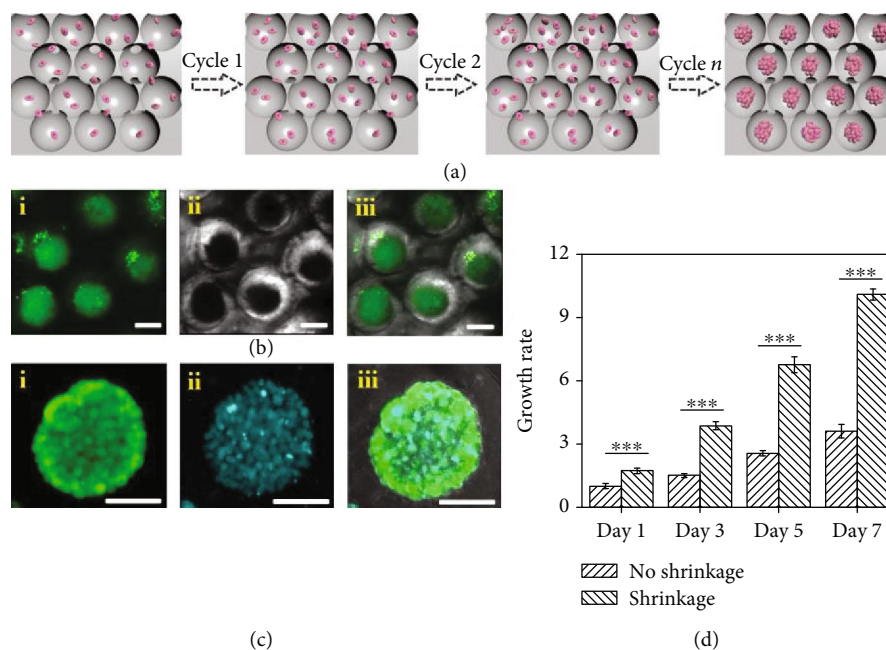 Cycle 1
Cycle 2
Cycle n
(a)
i
ii
iii
(b)
i
ii
iii
(c)
12
9
6
3
0
Growth rate
***
***
***
***
Day 1
Day 3
Day 5
Day 7
No shrinkage
Shrinkage
(d)